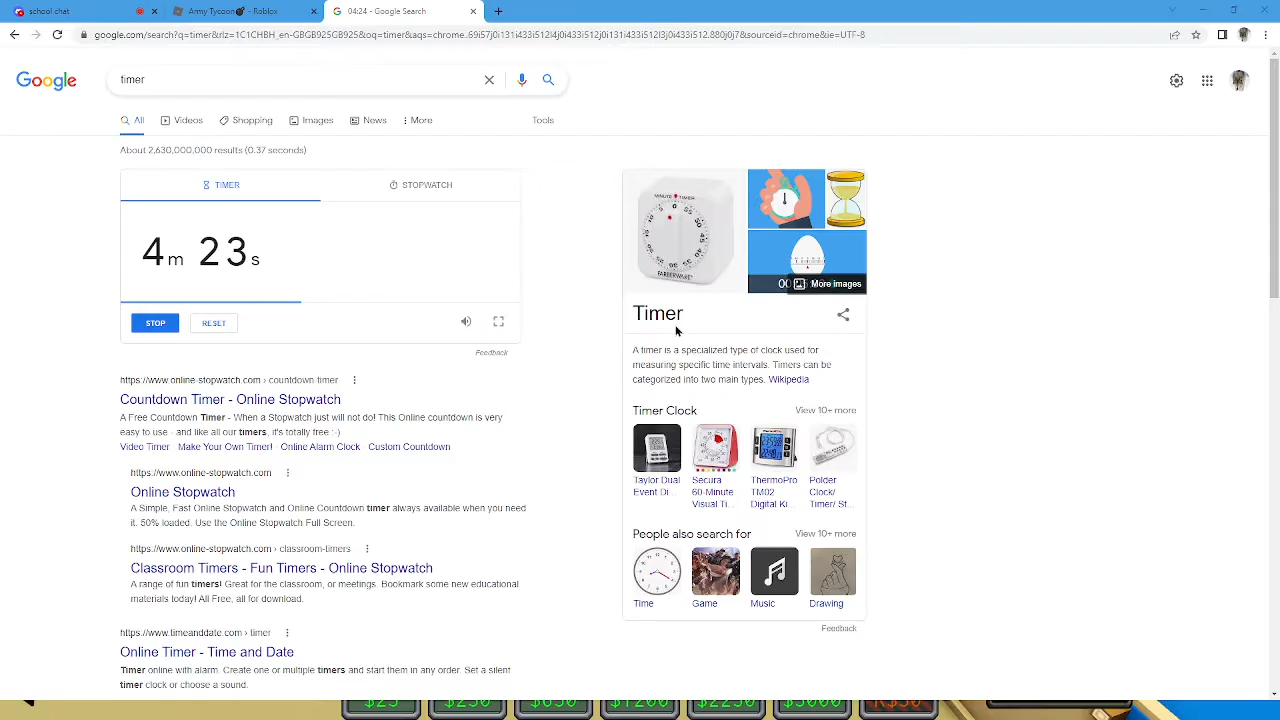 school.chat
Army Tycoon💣 - Roblox
04:24 - Google Search
google.com/search?q=timer&rlz=1C1CHBH_en-GBGB925GB925&oq=timer&aqs=chrome..69i57j0i131i433i512l4j0i433i512j0i131i433i512l3j0i433i512.880j0j7&sourceid=chrome&ie=UTF-8
Google
timer
All
Videos
Shopping
Images
News
More
Tools
About 2,630,000,000 results (0.37 seconds)
TIMER
STOPWATCH
4m 23s
STOP
RESET
Feedback
https://www.online-stopwatch.com › countdown-timer
Countdown Timer - Online Stopwatch
A Free Countdown Timer - When a Stopwatch just will not do! This Online countdown is very
easy to use - and like all our timers, it's totally free :-)
Video Timer · Make Your Own Timer! · Online Alarm Clock · Custom Countdown
https://www.online-stopwatch.com
Online Stopwatch
A Simple, Fast Online Stopwatch and Online Countdown timer always available when you need
it. 50% loaded. Use the Online Stopwatch Full Screen.
https://www.online-stopwatch.com › classroom-timers
Classroom Timers - Fun Timers - Online Stopwatch
A range of fun timers! Great for the classroom, or meetings. Bookmark some new educational
materials today! All Free, all for download.
https://www.timeanddate.com › timer
Online Timer - Time and Date
Timer online with alarm. Create one or multiple timers and start them in any order. Set a silent
timer clock or choose a sound.
MINUTE TIMER
FARBERWARE
More images
Timer
A timer is a specialized type of clock used for
measuring specific time intervals. Timers can be
categorized into two main types. Wikipedia
Timer Clock
View 10+ more
Taylor Dual
Event Di...
Secura
60-Minute
Visual Ti...
ThermoPro
TM02
Digital Ki...
Polder
Clock/
Timer/ St...
People also search for
View 10+ more
Time
Game
Music
Drawing
Feedback
$25
$250
$650
$1200
$2250
$5000
R$50